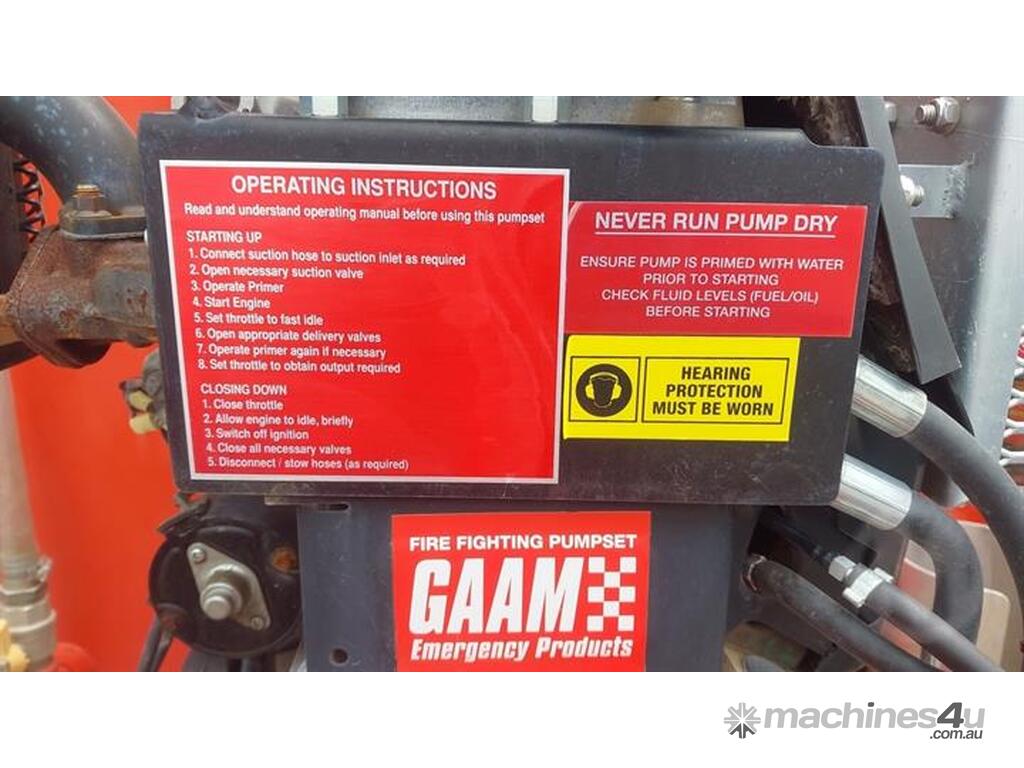 OPERATING INSTRUCTIONS
Read and understand operating manual before using this pumpset
STARTING UP
1. Connect suction hose to suction inlet as required
2. Open necessary suction valve
3. Operate Primer
4. Start Engine
5. Set throttle to fast idle
6. Open appropriate delivery valves
7. Operate primer again if necessary
8. Set throttle to obtain output required
CLOSING DOWN
1. Close throttle
2. Allow engine to idle, briefly
3. Switch off ignition
4. Close all necessary valves
5. Disconnect / stow hoses (as required)
NEVER RUN PUMP DRY
ENSURE PUMP IS PRIMED WITH WATER
PRIOR TO STARTING
CHECK FLUID LEVELS (FUEL/OIL)
BEFORE STARTING
HEARING
PROTECTION
MUST BE WORN
FIRE FIGHTING PUMPSET
GAAM
Emergency Products
machines4u
.com.au